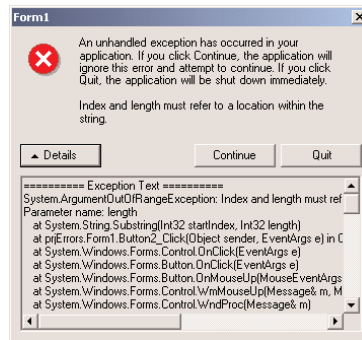 Form1
An unhandled exception has occurred in your
application. If you click Continue, the application will
ignore this error and attempt to continue. If you click
Quit, the application will be shut down immediately.
Index and length must refer to a location within the
string.
Details
Continue
Quit
========== Exception Text ==========
System.ArgumentOutOfRangeException: Index and length must ref
Parameter name: length
at System.String.Substring(Int32 startIndex, Int32 length)
at prjErrors.Form1.Button2_Click(Object sender, EventArgs e) in C
at System.Windows.Forms.Control.OnClick(EventArgs e)
at System.Windows.Forms.Button.OnClick(EventArgs e)
at System.Windows.Forms.Button.OnMouseUp(MouseEventArgs
at System.Windows.Forms.Control.WmMouseUp(Message& m, M
at System.Windows.Forms.Control.WndProc(Message& m)